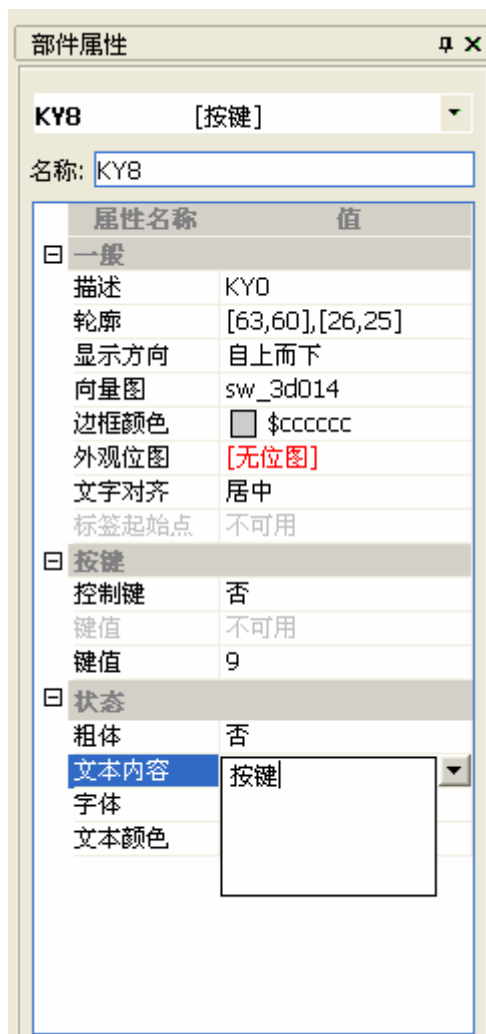 部件属性
KY8 [按键]
名称: KY8
属性名称 值
一般
描述 KY0
轮廓 [63,60],[26,25]
显示方向 自上而下
向量图 sw_3d014
边框颜色 $cccccc
外观位图 [无位图]
文字对齐 居中
标签起始点 不可用
按键
控制键 否
键值 不可用
键值 9
状态
粗体 否
文本内容 按键
字体
文本颜色